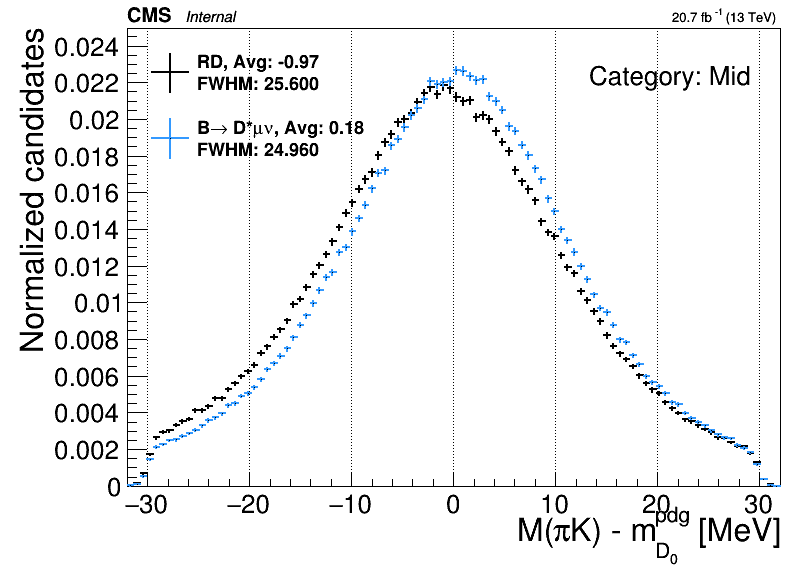 CMS Internal
20.7 fb⁻¹ (13 TeV)
RD, Avg: -0.97
FWHM: 25.600
B→ D*μν, Avg: 0.18
FWHM: 24.960
Category: Mid
Normalized candidates
0.024
0.022
0.02
0.018
0.016
0.014
0.012
0.01
0.008
0.006
0.004
0.002
0
−30 −20 −10 0 10 20 30
M(πK) - m_{D_0}^{pdg} [MeV]